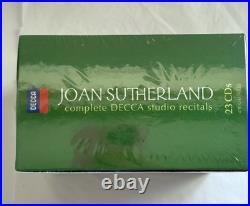 DECCA
JOAN SUTHERLAND
complete DECCA studio recitals
23 CDs